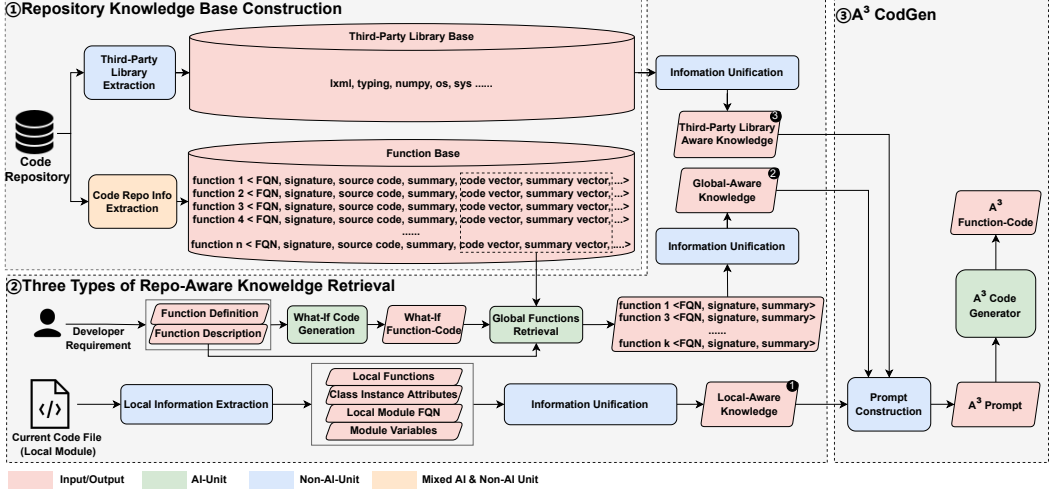 ①Repository Knowledge Base Construction
Third-Party
Library
Extraction
Third-Party Library Base
lxml, typing, numpy, os, sys ......
Code
Repository
Code Repo Info
Extraction
Function Base
function 1 < FQN, signature, source code, summary, code vector, summary vector, ...>
function 2 < FQN, signature, source code, summary, code vector, summary vector, ...>
function 3 < FQN, signature, source code, summary, code vector, summary vector, ...>
function 4 < FQN, signature, source code, summary, code vector, summary vector, ...>
......
function n < FQN, signature, source code, summary, code vector, summary vector, ....>
Infomation Unification
3
Third-Party Library
Aware Knowledge
2
Global-Aware
Knowledge
Information Unification
②Three Types of Repo-Aware Knoweldge Retrieval
Developer
Requirement
Function Definition
Function Description
What-If Code
Generation
What-If
Function-Code
Global Functions
Retrieval
function 1 <FQN, signature, summary>
function 3 <FQN, signature, summary>
......
function k <FQN, signature, summary>
Current Code File
(Local Module)
Local Information Extraction
Local Functions
Class Instance Attributes
Local Module FQN
Module Variables
Information Unification
1
Local-Aware
Knowledge
③A³ CodGen
A³
Function-Code
A³ Code
Generator
Prompt
Construction
A³ Prompt
Input/Output
AI-Unit
Non-AI-Unit
Mixed AI & Non-AI Unit